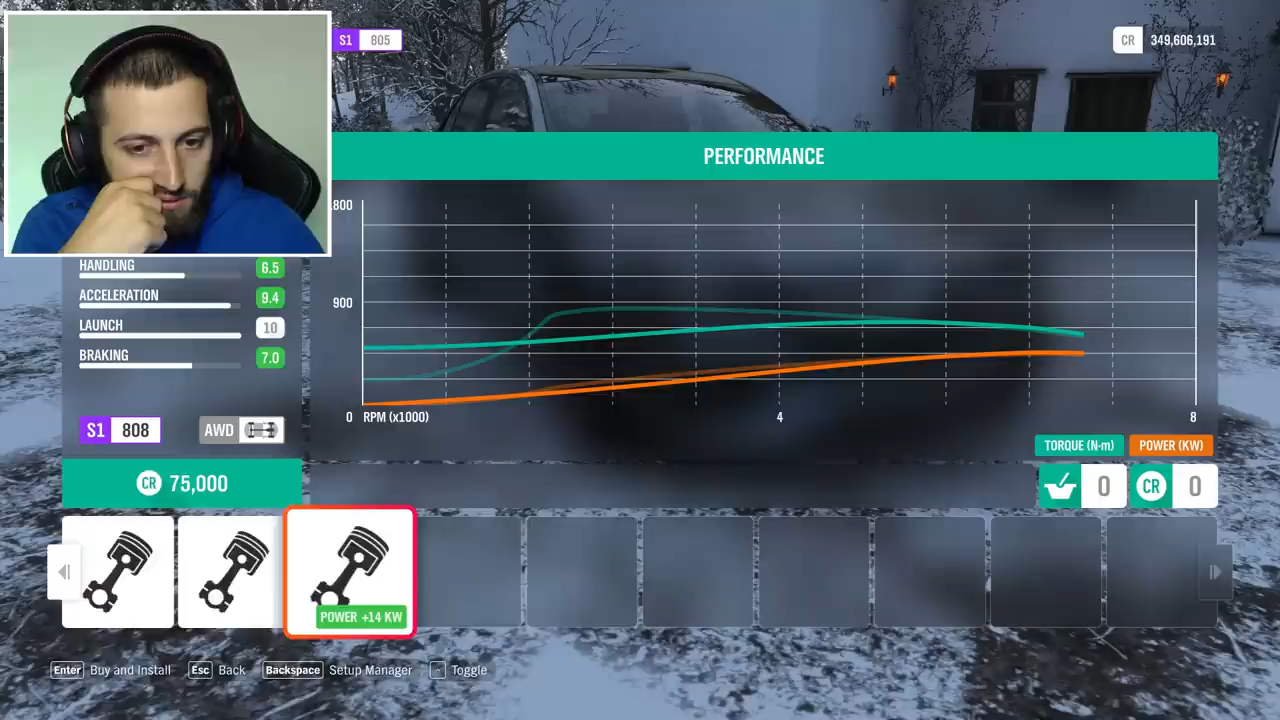 S1 805
CR 349,606,191
PERFORMANCE
HANDLING 6.5
ACCELERATION 9.4
LAUNCH 10
BRAKING 7.0
S1 808
AWD
CR 75,000
900
0 RPM (x1000) 4 8
TORQUE (N·m) POWER (KW)
0 CR 0
POWER +14 KW
Enter Buy and Install Esc Back Backspace Setup Manager Toggle